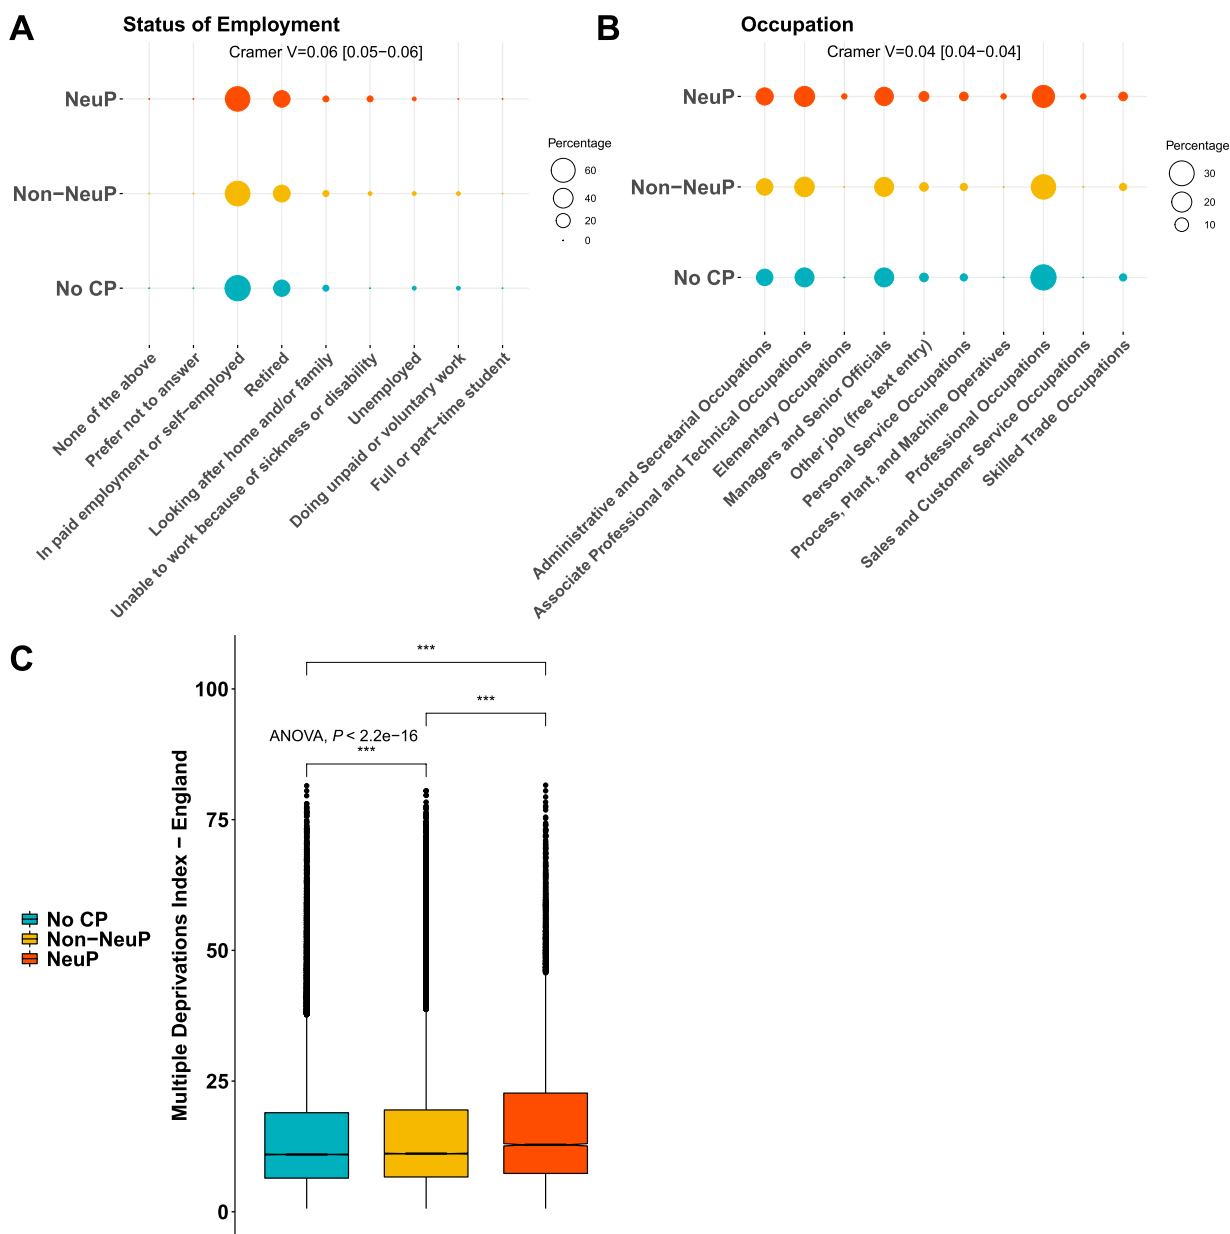 A
Status of Employment
Cramer V=0.06 [0.05−0.06]
NeuP
Non−NeuP
No CP
None of the above
Prefer not to answer
In paid employment or self−employed
Retired
Looking after home and/or family
Unable to work because of sickness or disability
Unemployed
Doing unpaid or voluntary work
Full or part−time student
Percentage
60
40
20
0
B
Occupation
Cramer V=0.04 [0.04−0.04]
NeuP
Non−NeuP
No CP
Administrative and Secretarial Occupations
Associate Professional and Technical Occupations
Elementary Occupations
Managers and Senior Officials
Other job (free text entry)
Personal Service Occupations
Process, Plant, and Machine Operatives
Professional Occupations
Sales and Customer Service Occupations
Skilled Trade Occupations
Percentage
30
20
10
C
No CP
Non−NeuP
NeuP
Multiple Deprivations Index − England
100
75
50
25
0
***
***
ANOVA, P < 2.2e−16
***